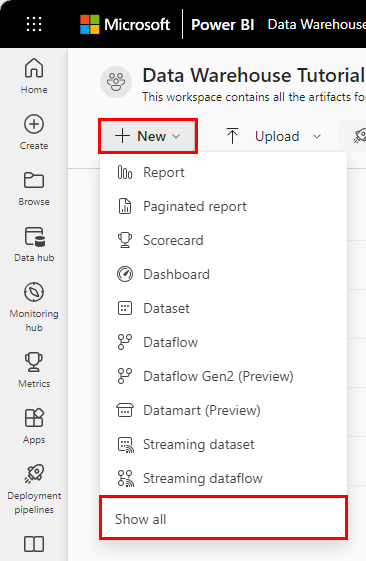 Microsoft Power BI Data Warehouse
Data Warehouse Tutorial
This workspace contains all the artifacts for
New
Upload
Home
Create
Browse
Data hub
Monitoring
hub
Metrics
Apps
Deployment
pipelines
Report
Paginated report
Scorecard
Dashboard
Dataset
Dataflow
Dataflow Gen2 (Preview)
Datamart (Preview)
Streaming dataset
Streaming dataflow
Show all